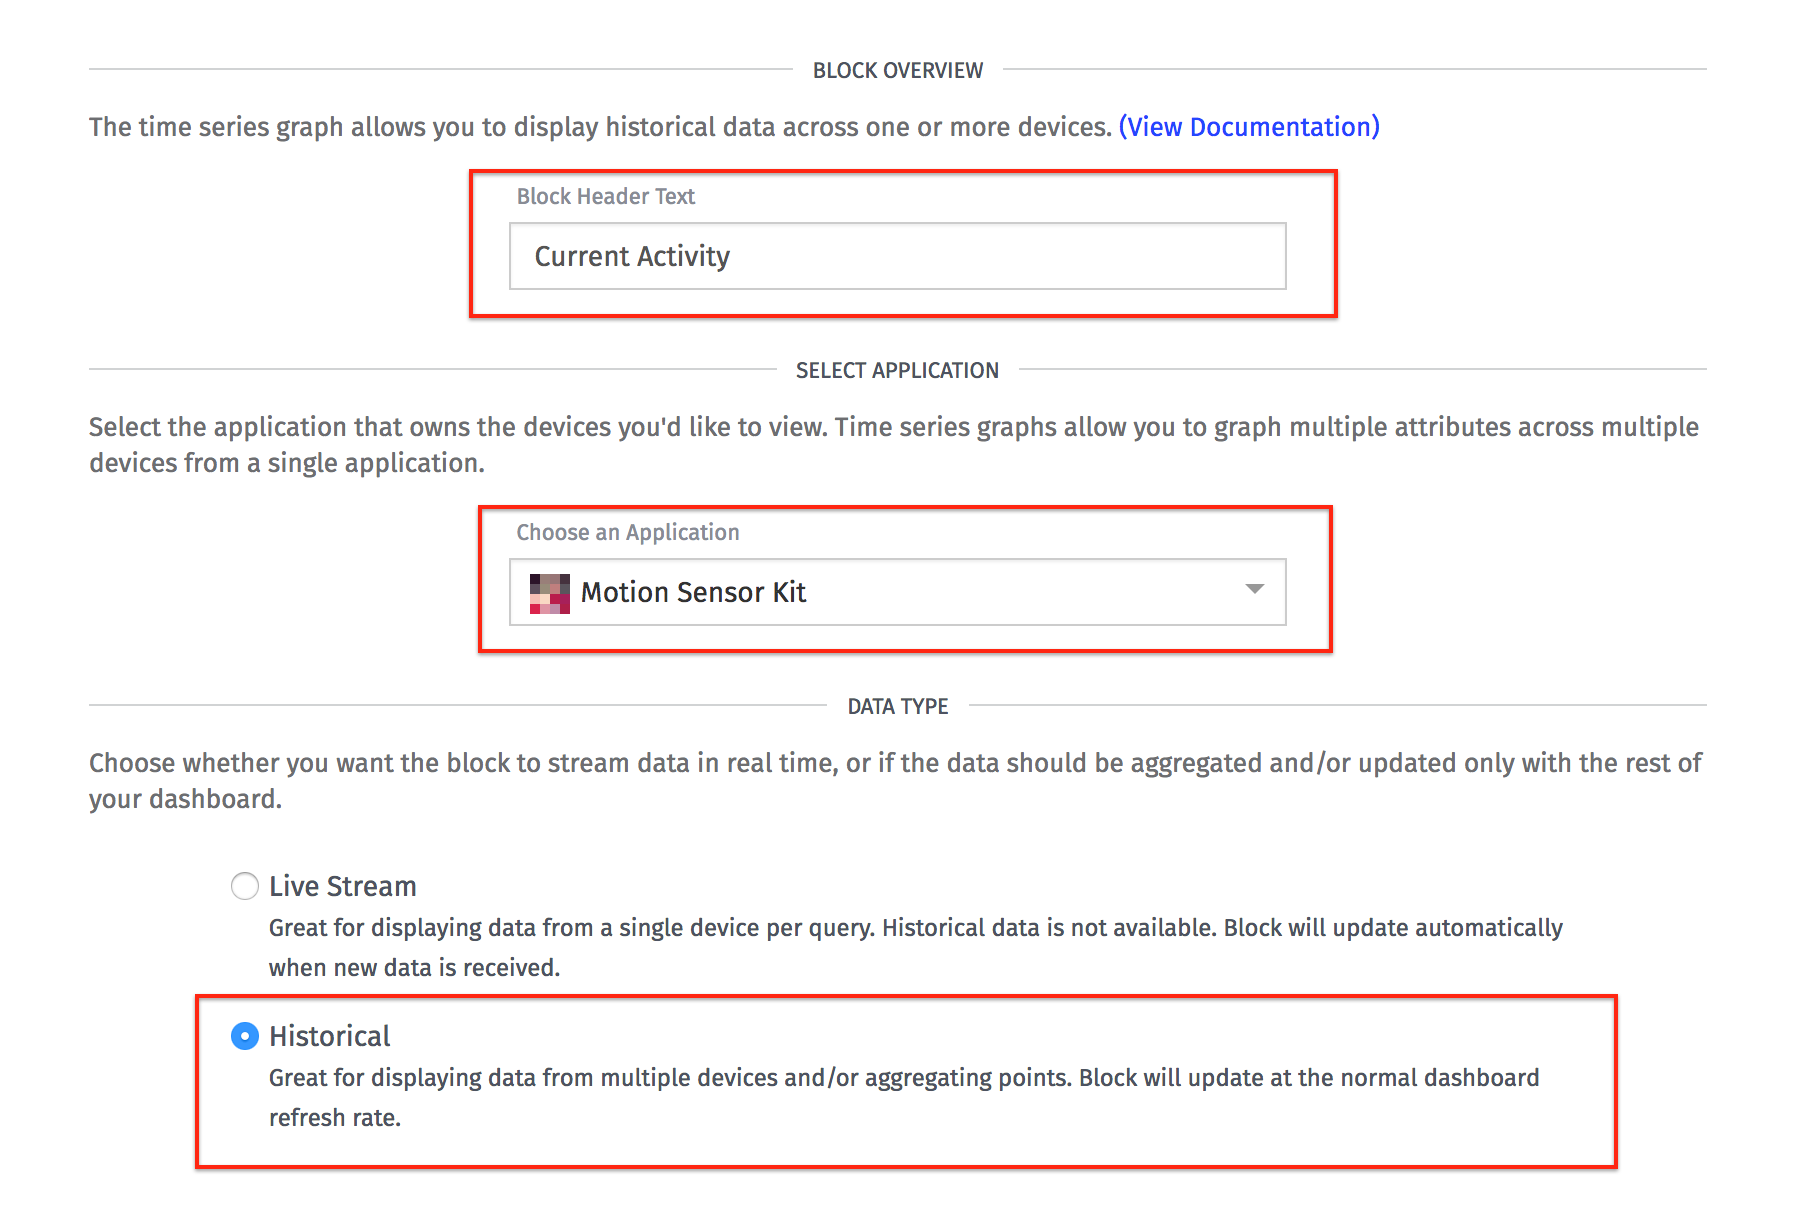 BLOCK OVERVIEW
The time series graph allows you to display historical data across one or more devices. (View Documentation)
Block Header Text
Current Activity
SELECT APPLICATION
Select the application that owns the devices you'd like to view. Time series graphs allow you to graph multiple attributes across multiple
devices from a single application.
Choose an Application
Motion Sensor Kit
DATA TYPE
Choose whether you want the block to stream data in real time, or if the data should be aggregated and/or updated only with the rest of
your dashboard.
Live Stream
Great for displaying data from a single device per query. Historical data is not available. Block will update automatically
when new data is received.
Historical
Great for displaying data from multiple devices and/or aggregating points. Block will update at the normal dashboard
refresh rate.